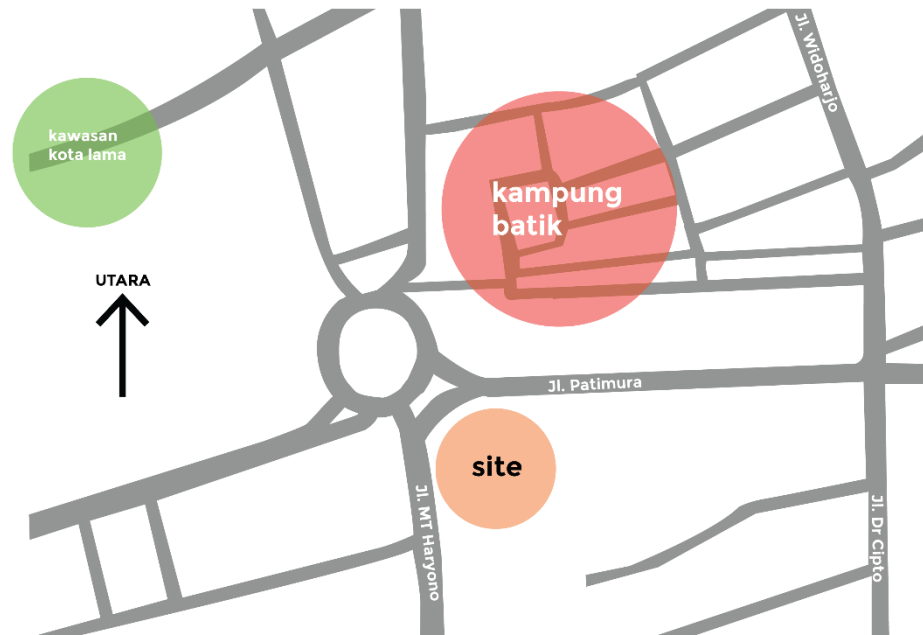 Jl. Widoharjo
kawasan
kota lama
kampung
batik
UTARA
Jl. Patimura
site
Jl. MT Haryono
Jl. Dr Cipto